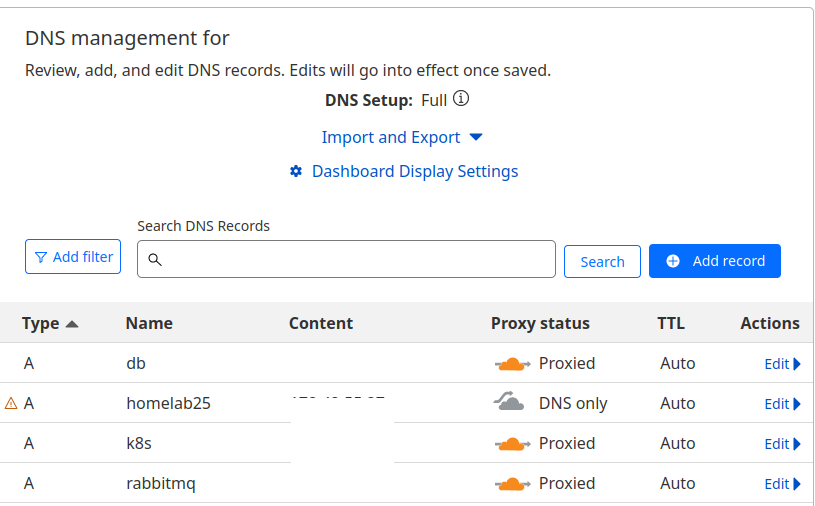 DNS management for
Review, add, and edit DNS records. Edits will go into effect once saved.
DNS Setup: Full
Import and Export
Dashboard Display Settings
Search DNS Records
Add filter
Search
Add record
Type Name Content Proxy status TTL Actions
A db Proxied Auto Edit
A homelab25 DNS only Auto Edit
A k8s Proxied Auto Edit
A rabbitmq Proxied Auto Edit